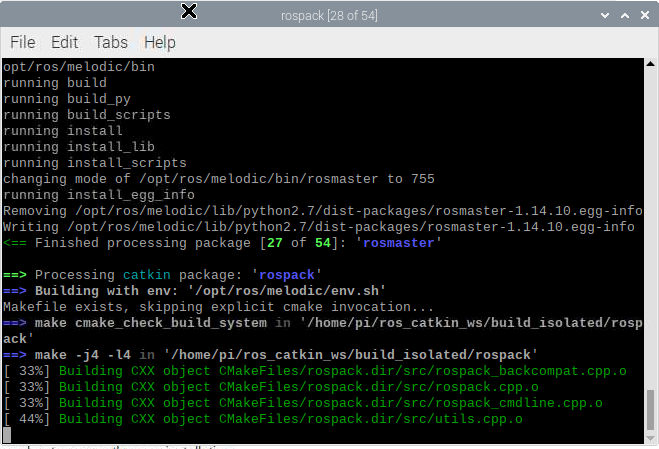 rospack [28 of 54]
File Edit Tabs Help
opt/ros/melodic/bin
running build
running build_py
running build_scripts
running install
running install_lib
running install_scripts
changing mode of /opt/ros/melodic/bin/rosmaster to 755
running install_egg_info
Removing /opt/ros/melodic/lib/python2.7/dist-packages/rosmaster-1.14.10.egg-info
Writing /opt/ros/melodic/lib/python2.7/dist-packages/rosmaster-1.14.10.egg-info
<== Finished processing package [27 of 54]: 'rosmaster'
==> Processing catkin package: 'rospack'
==> Building with env: '/opt/ros/melodic/env.sh'
Makefile exists, skipping explicit cmake invocation...
==> make cmake_check_build_system in '/home/pi/ros_catkin_ws/build_isolated/rosp
ack'
==> make -j4 -l4 in '/home/pi/ros_catkin_ws/build_isolated/rospack'
[ 33%] Building CXX object CMakeFiles/rospack.dir/src/rospack_backcompat.cpp.o
[ 33%] Building CXX object CMakeFiles/rospack.dir/src/rospack.cpp.o
[ 33%] Building CXX object CMakeFiles/rospack.dir/src/rospack_cmdline.cpp.o
[ 44%] Building CXX object CMakeFiles/rospack.dir/src/utils.cpp.o